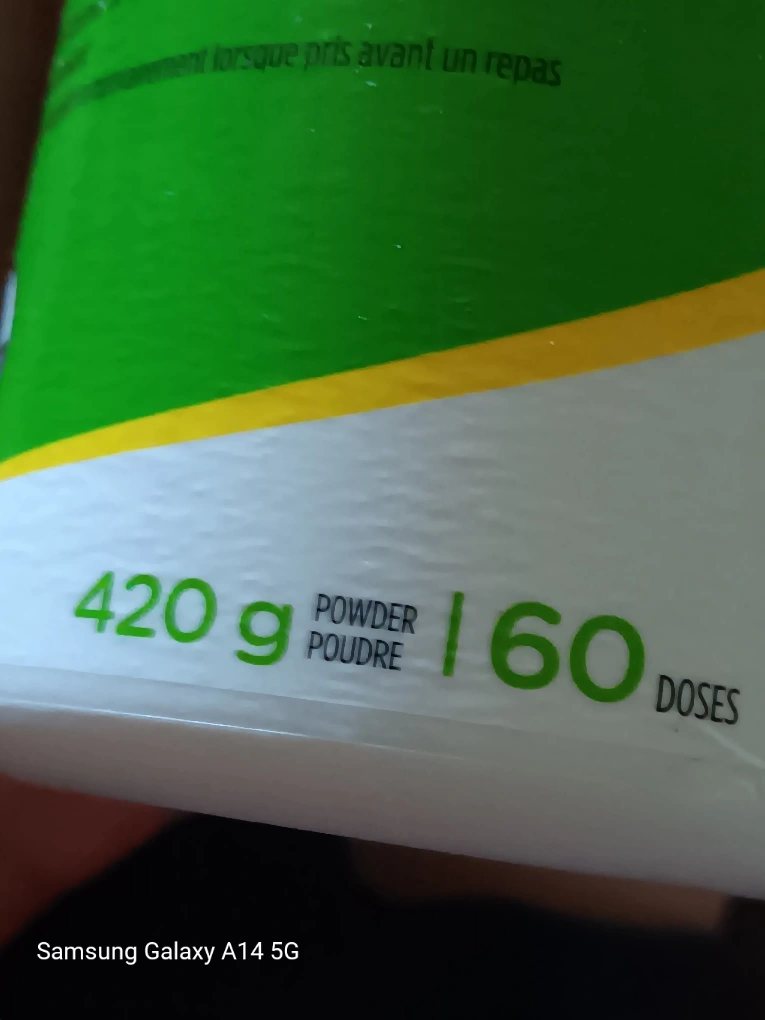 lorsque pris avant un repas
420 g POWDER
POUDRE
60 DOSES
Samsung Galaxy A14 5G